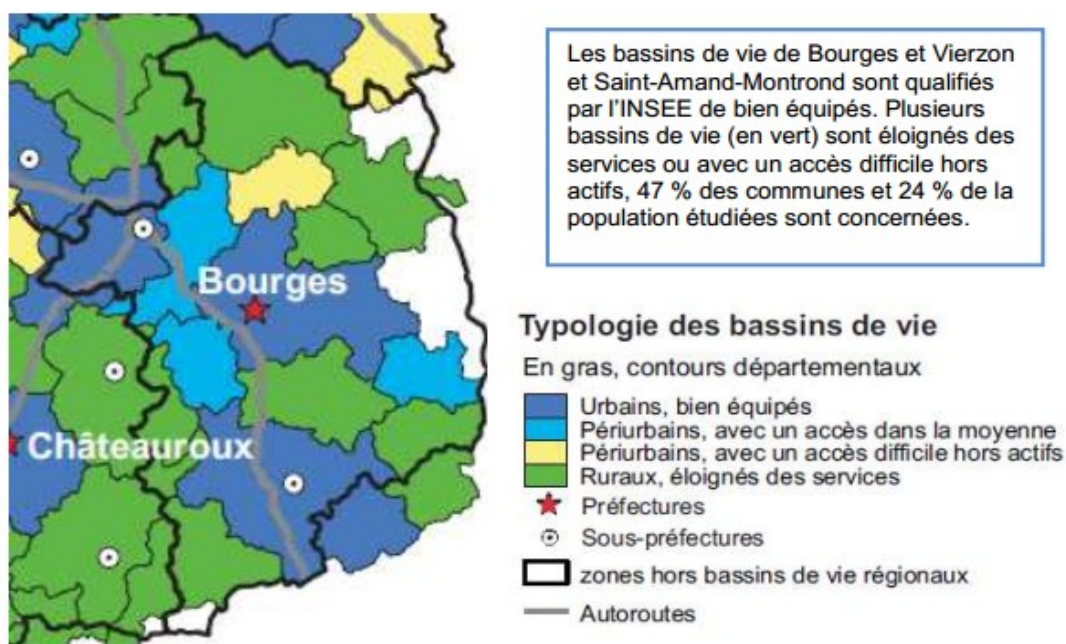 Les bassins de vie de Bourges et Vierzon
et Saint-Amand-Montrond sont qualifiés
par l'INSEE de bien équipés. Plusieurs
bassins de vie (en vert) sont éloignés des
services ou avec un accès difficile hors
actifs, 47 % des communes et 24 % de la
population étudiées sont concernées.
Bourges
Châteauroux
Typologie des bassins de vie
En gras, contours départementaux
Urbains, bien équipés
Périurbains, avec un accès dans la moyenne
Périurbains, avec un accès difficile hors actifs
Ruraux, éloignés des services
Préfectures
Sous-préfectures
zones hors bassins de vie régionaux
Autoroutes